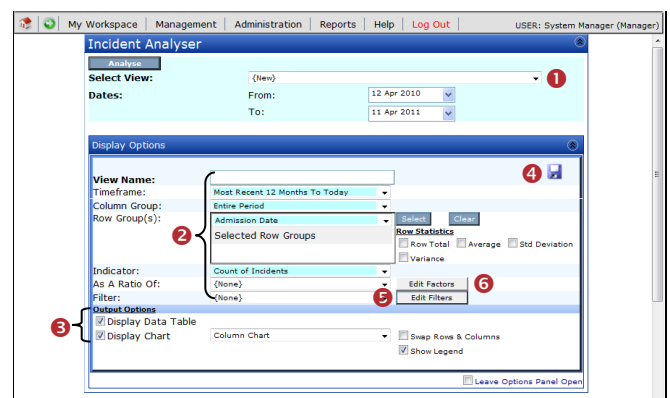 My Workspace Management Administration Reports Help Log Out USER: System Manager (Manager)
Incident Analyser
Analyse
Select View: {New} 1
Dates: From: 12 Apr 2010
To: 11 Apr 2011
Display Options
4
View Name:
Timeframe: Most Recent 12 Months To Today
Column Group: Entire Period
Row Group(s): Admission Date Select Clear
2 Selected Row Groups Row Statistics
Row Total Average Std Deviation
Variance
Indicator: Count of Incidents
As A Ratio Of: {None} Edit Factors 6
Filter: {None} 5 Edit Filters
Output Options
3 Display Data Table
Display Chart Column Chart Swap Rows & Columns
Show Legend
Leave Options Panel Open